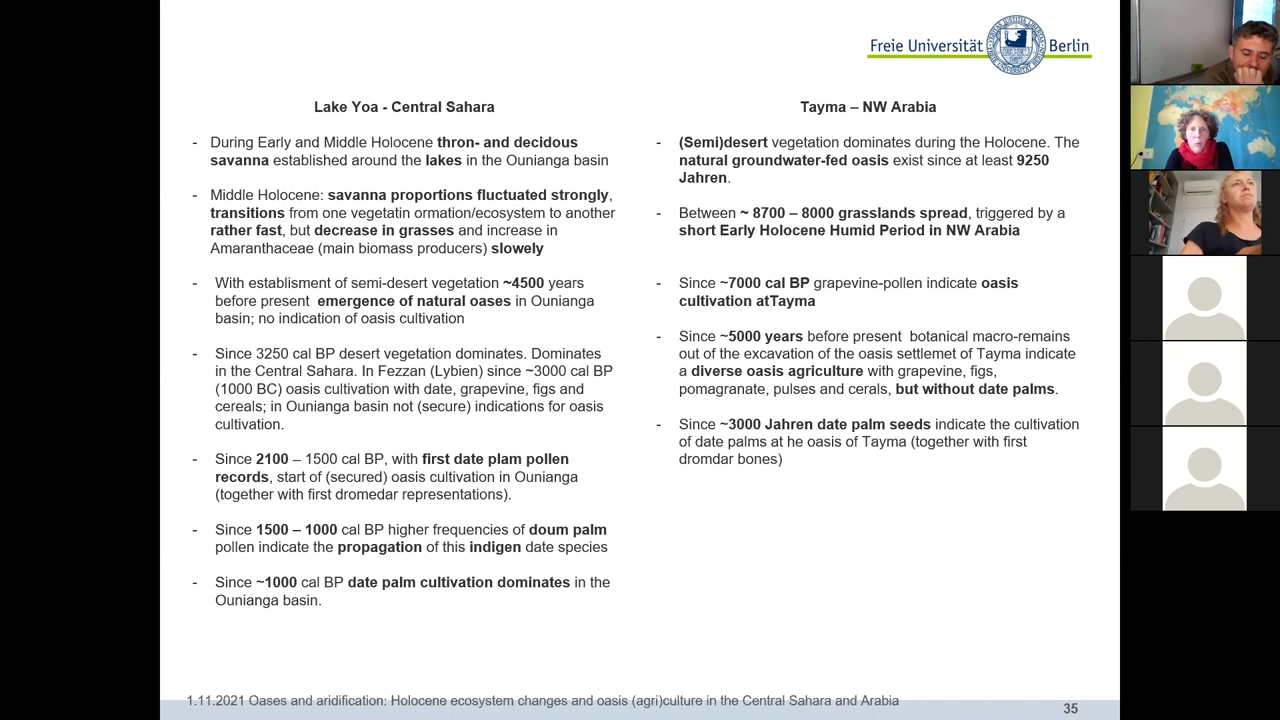 Freie Universität Berlin
Lake Yoa - Central Sahara
- During Early and Middle Holocene thron- and decidous
savanna established around the lakes in the Ounianga basin
- Middle Holocene: savanna proportions fluctuated strongly,
transitions from one vegetatin ormation/ecosystem to another
rather fast, but decrease in grasses and increase in
Amaranthaceae (main biomass producers) slowly
- With establisment of semi-desert vegetation ~4500 years
before present emergence of natural oases in Ounianga
basin; no indication of oasis cultivation
- Since 3250 cal BP desert vegetation dominates. Dominates
in the Central Sahara. In Fezzan (Lybien) since ~3000 cal BP
(1000 BC) oasis cultivation with date, grapevine, figs and
cereals; in Ounianga basin not (secure) indications for oasis
cultivation.
- Since 2100 – 1500 cal BP, with first date plam pollen
records, start of (secured) oasis cultivation in Ounianga
(together with first dromedar representations).
- Since 1500 – 1000 cal BP higher frequencies of doum palm
pollen indicate the propagation of this indigen date species
- Since ~1000 cal BP date palm cultivation dominates in the
Ounianga basin.
Tayma – NW Arabia
- (Semi)desert vegetation dominates during the Holocene. The
natural groundwater-fed oasis exist since at least 9250
Jahren.
- Between ~ 8700 – 8000 grasslands spread, triggered by a
short Early Holocene Humid Period in NW Arabia
- Since ~7000 cal BP grapevine-pollen indicate oasis
cultivation atTayma
- Since ~5000 years before present botanical macro-remains
out of the excavation of the oasis settlemet of Tayma indicate
a diverse oasis agriculture with grapevine, figs,
pomagranate, pulses and cerals, but without date palms.
- Since ~3000 Jahren date palm seeds indicate the cultivation
of date palms at he oasis of Tayma (together with first
dromdar bones)
1.11.2021 Oases and aridification: Holocene ecosystem changes and oasis (agri)culture in the Central Sahara and Arabia
35